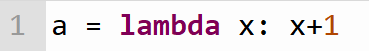 1 a = lambda x: x+1